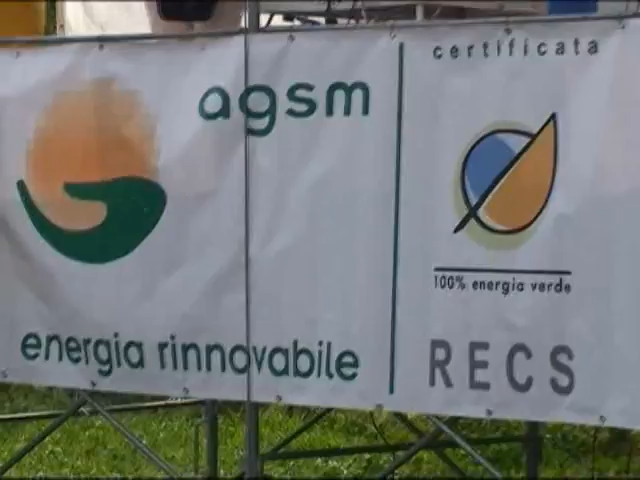 agsm
energia rinnovabile
certificata
100% energia verde
RECS